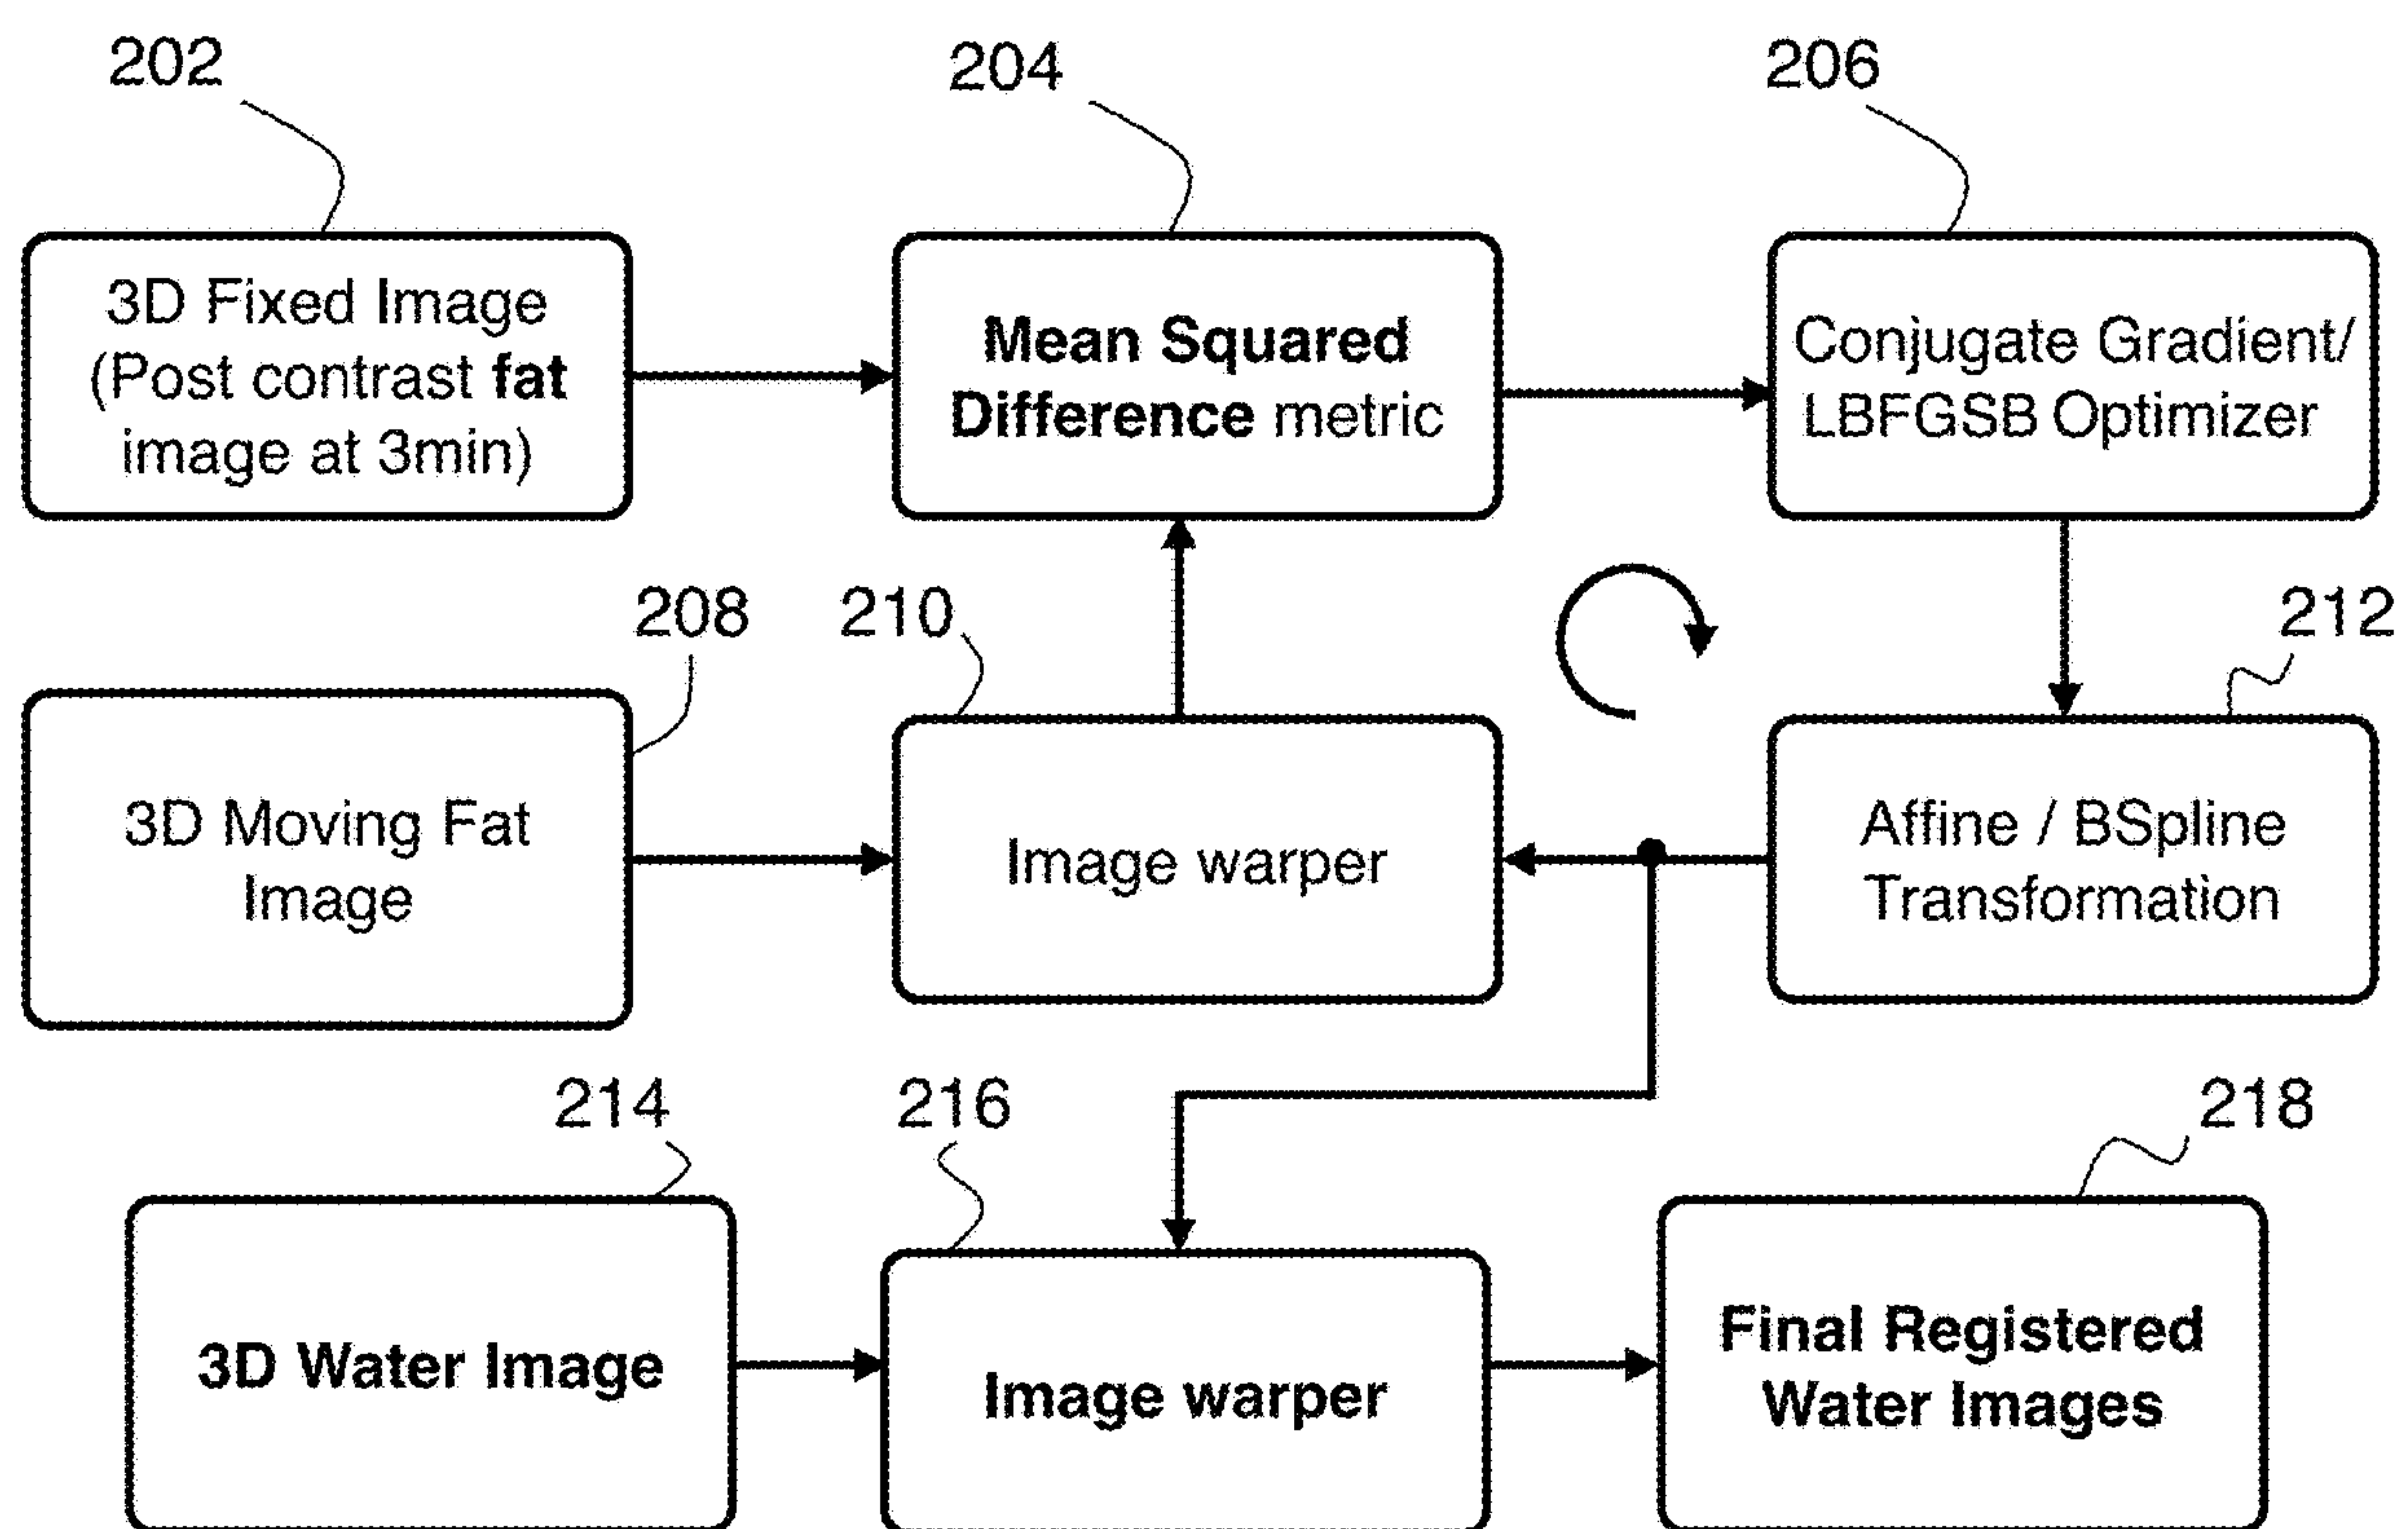 202
204
206
3D Fixed Image
(Post contrast fat
image at 3min)
Mean Squared
Difference metric
Conjugate Gradient/
LBFGSB Optimizer
208
210
212
3D Moving Fat
Image
Image warper
Affine / BSpline
Transformation
214
216
218
3D Water Image
Image warper
Final Registered
Water Images